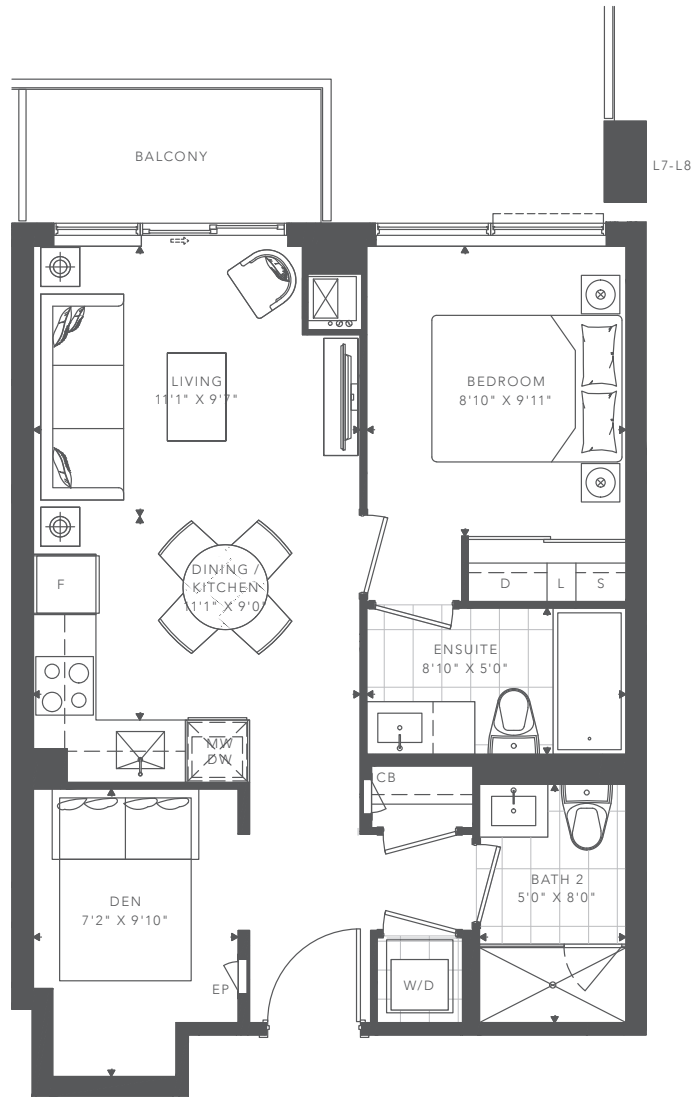 BALCONY
L7-L8
LIVING
11'1" X 9'7"
BEDROOM
8'10" X 9'11"
F
DINING /
KITCHEN
11'1" X 9'0"
D
L
S
ENSUITE
8'10" X 5'0"
MW
DW
CB
DEN
7'2" X 9'10"
BATH 2
5'0" X 8'0"
EP
W/D